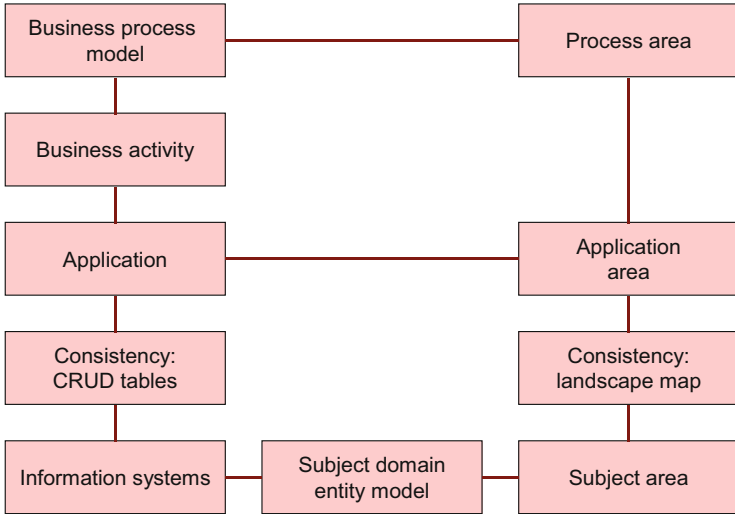 Business process
model
Process area
Business activity
Application
Application
area
Consistency:
CRUD tables
Consistency:
landscape map
Information systems
Subject domain
entity model
Subject area